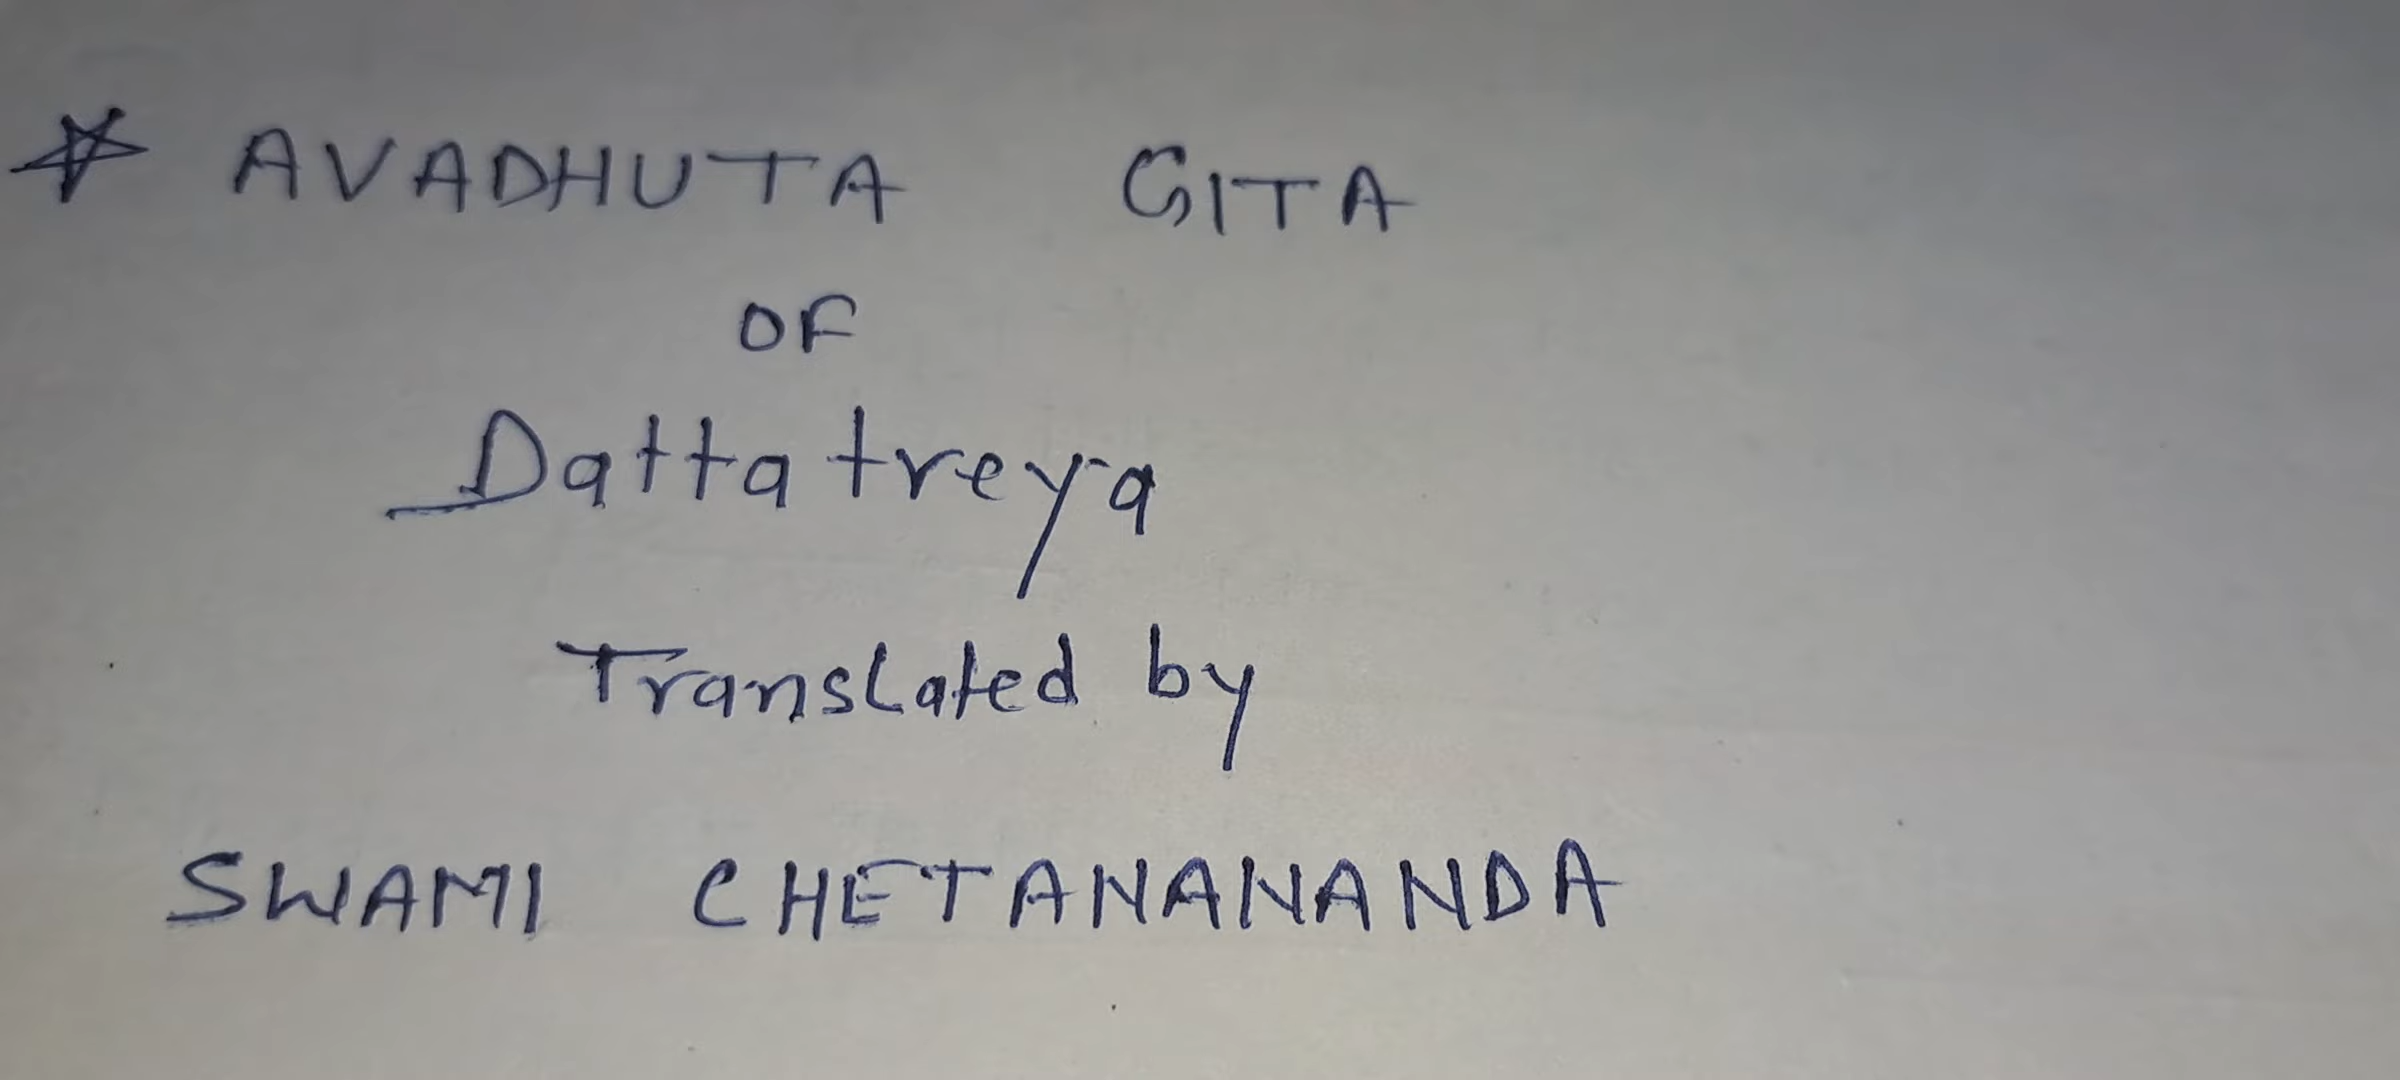 * AVADHUTA GITA
OF
Dattatreya
Translated by
SWAMI CHETANANANDA